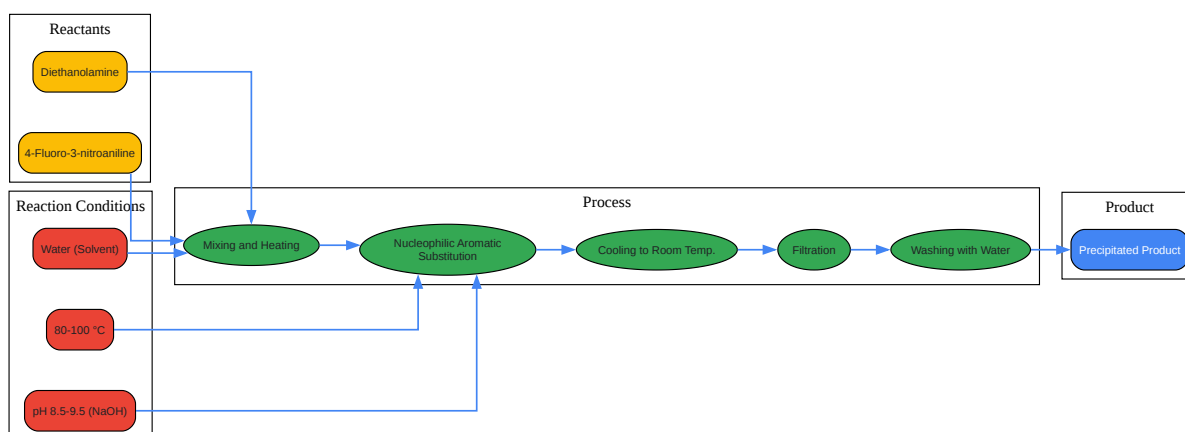 Reactants
Diethanolamine
4-Fluoro-3-nitroaniline
Reaction Conditions
Water (Solvent)
80-100 °C
pH 8.5-9.5 (NaOH)
Process
Mixing and Heating
Nucleophilic Aromatic
Substitution
Cooling to Room Temp.
Filtration
Washing with Water
Product
Precipitated Product